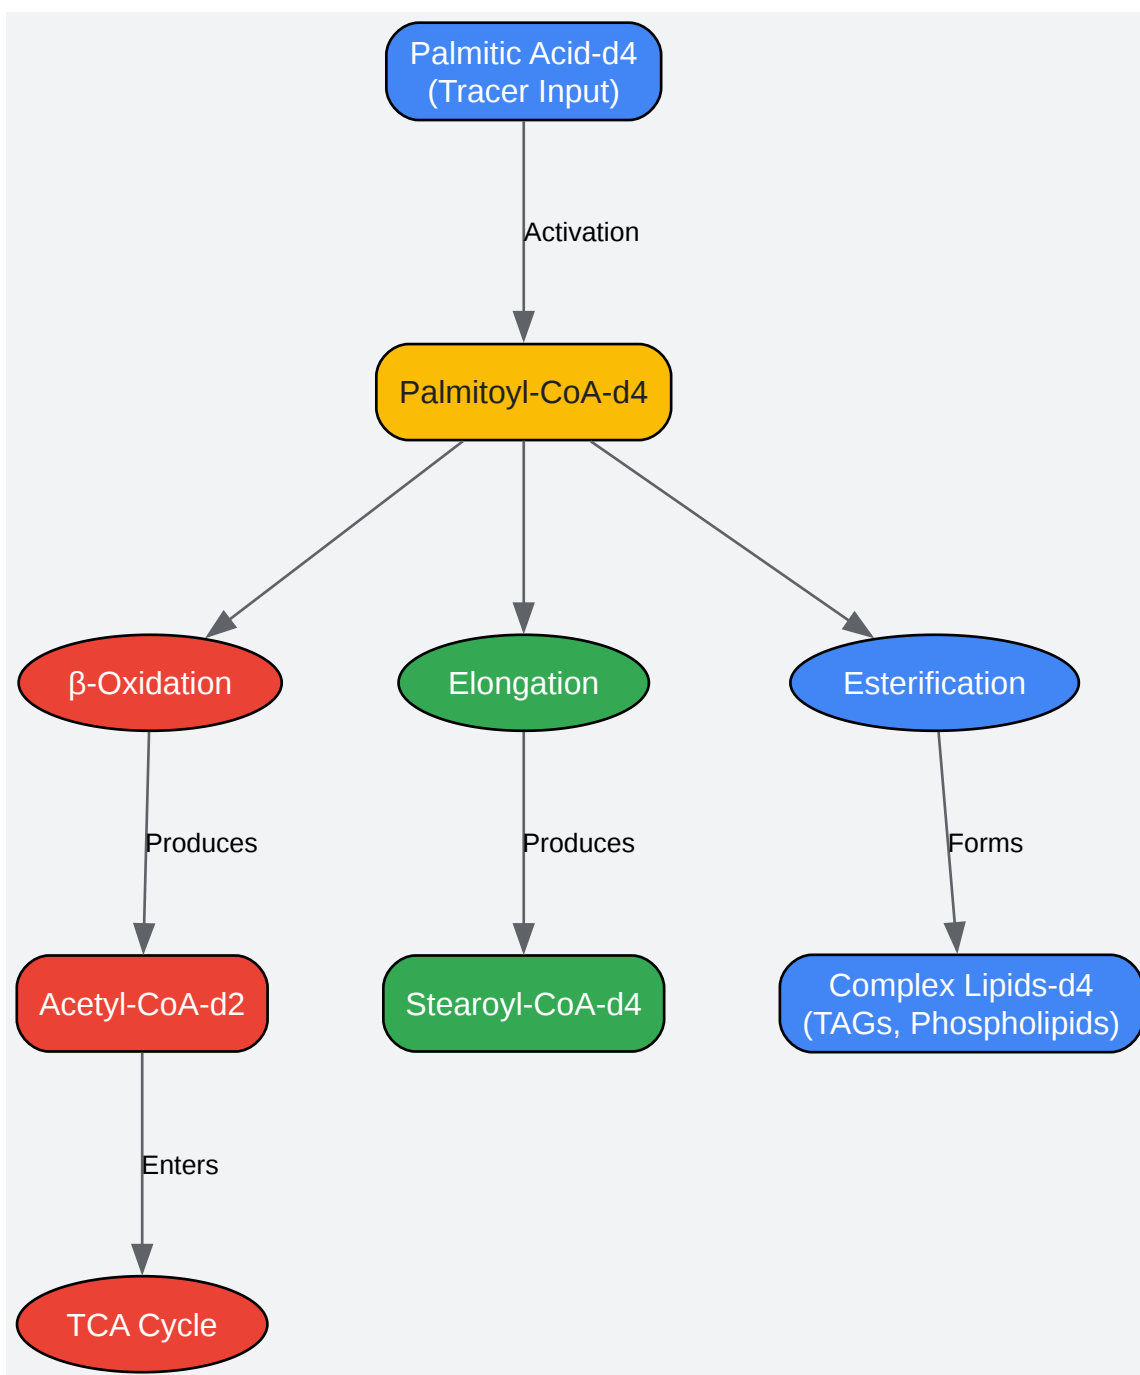 Palmitic Acid-d4
(Tracer Input)
Activation
Palmitoyl-CoA-d4
β-Oxidation
Elongation
Esterification
Produces
Produces
Forms
Acetyl-CoA-d2
Stearoyl-CoA-d4
Complex Lipids-d4
(TAGs, Phospholipids)
Enters
TCA Cycle